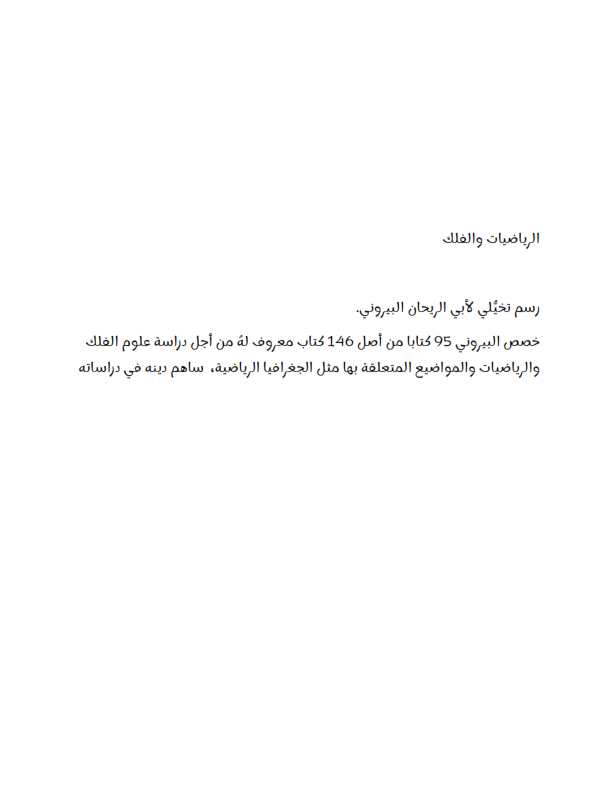 الرياضيات والفلك
رسم تخيُّلي لأبي الريحان البيروني.
خصص البيروني 95 كتابا من أصل 146 كتاب معروف لهُ من أجل دراسة علوم الفلك
والرياضيات والمواضيع المتعلقة بها مثل الجغرافيا الرياضية، ساهم دينه في دراساته